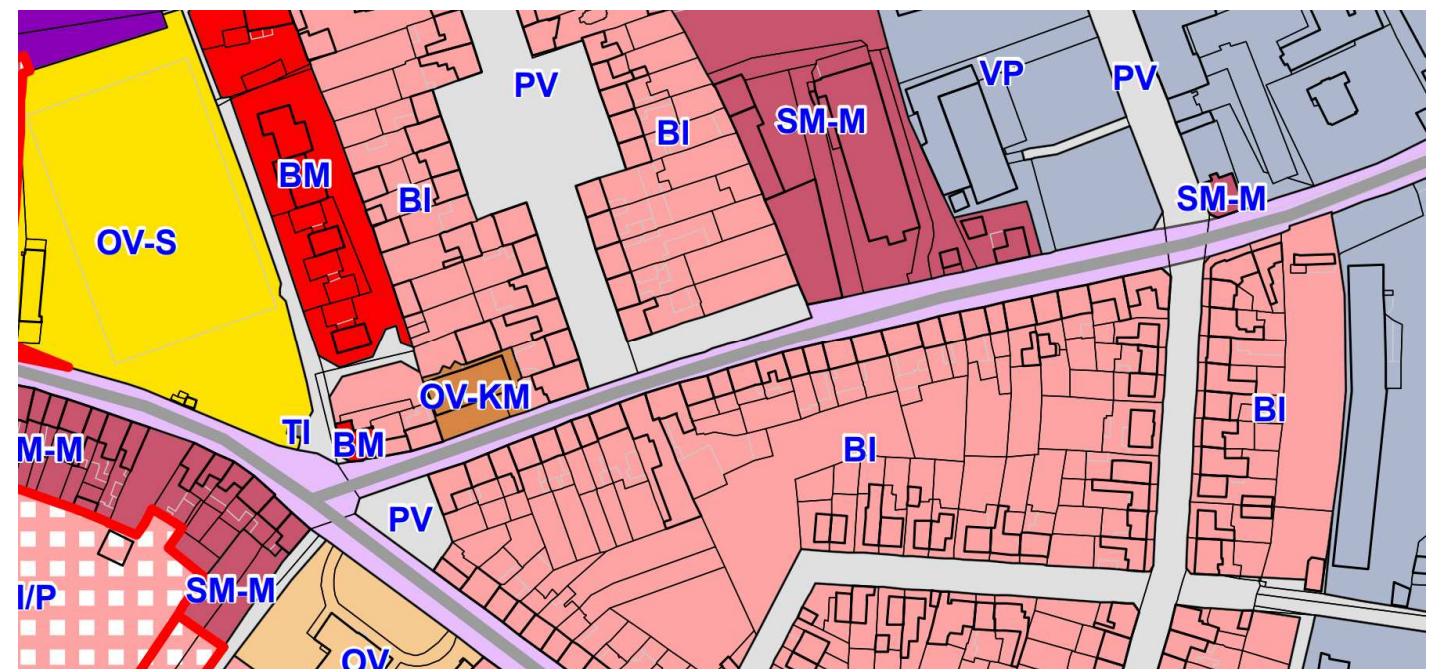 PV
VP
PV
SM-M
BI
BM
BI
SM-M
OV-S
OV-KM
BI
TI
BM
M-M
BI
PV
SM-M
I/P
OV